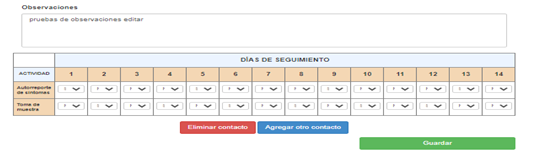 Observaciones
pruebas de observaciones editar
DÍAS DE SEGUIMIENTO
ACTIVIDAD 1 2 3 4 5 6 7 8 9 10 11 12 13 14
Autorreporte
de síntomas
Toma de
muestra
Eliminar contacto Agregar otro contacto
Guardar